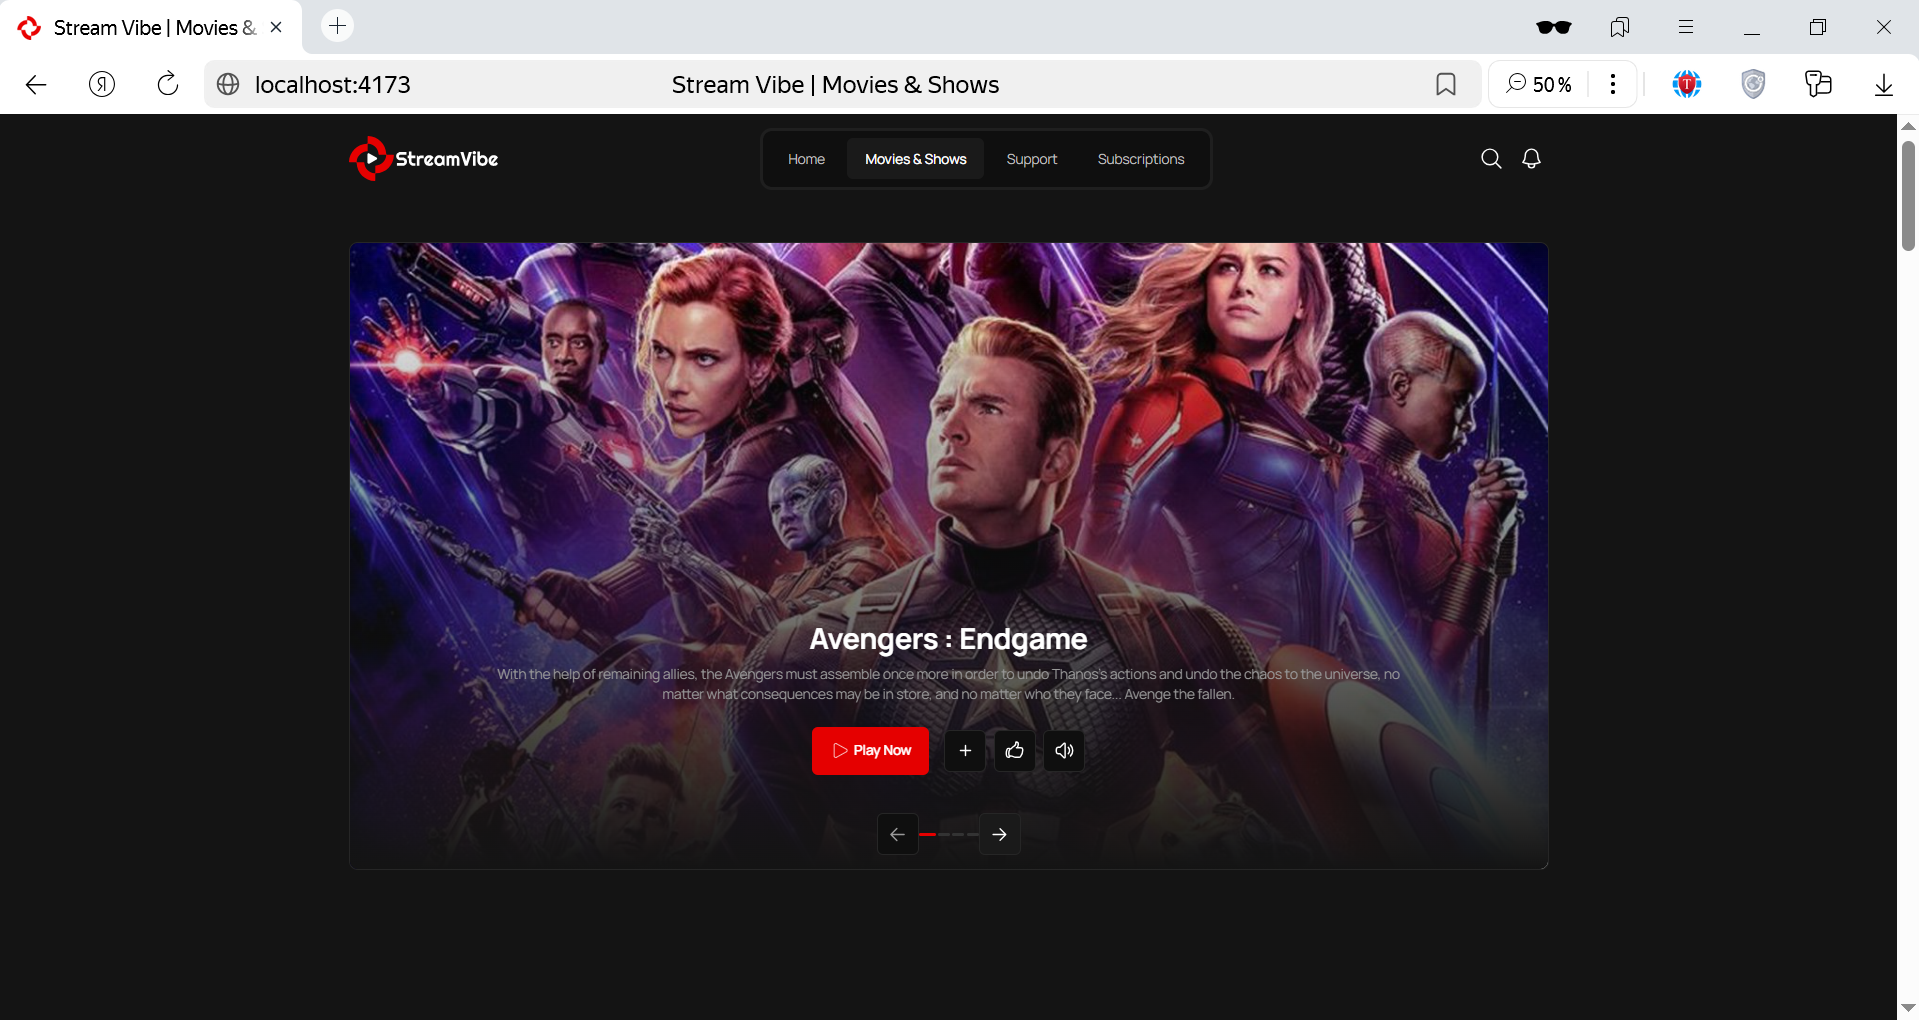 Stream Vibe | Movies &
Я
localhost:4173
Stream Vibe | Movies & Shows
50 %
T
StreamVibe
Home
Movies & Shows
Support
Subscriptions
Avengers : Endgame
With the help of remaining allies, the Avengers must assemble once more in order to undo Thanos's actions and undo the chaos to the universe, no
matter what consequences may be in store, and no matter who they face... Avenge the fallen.
Play Now